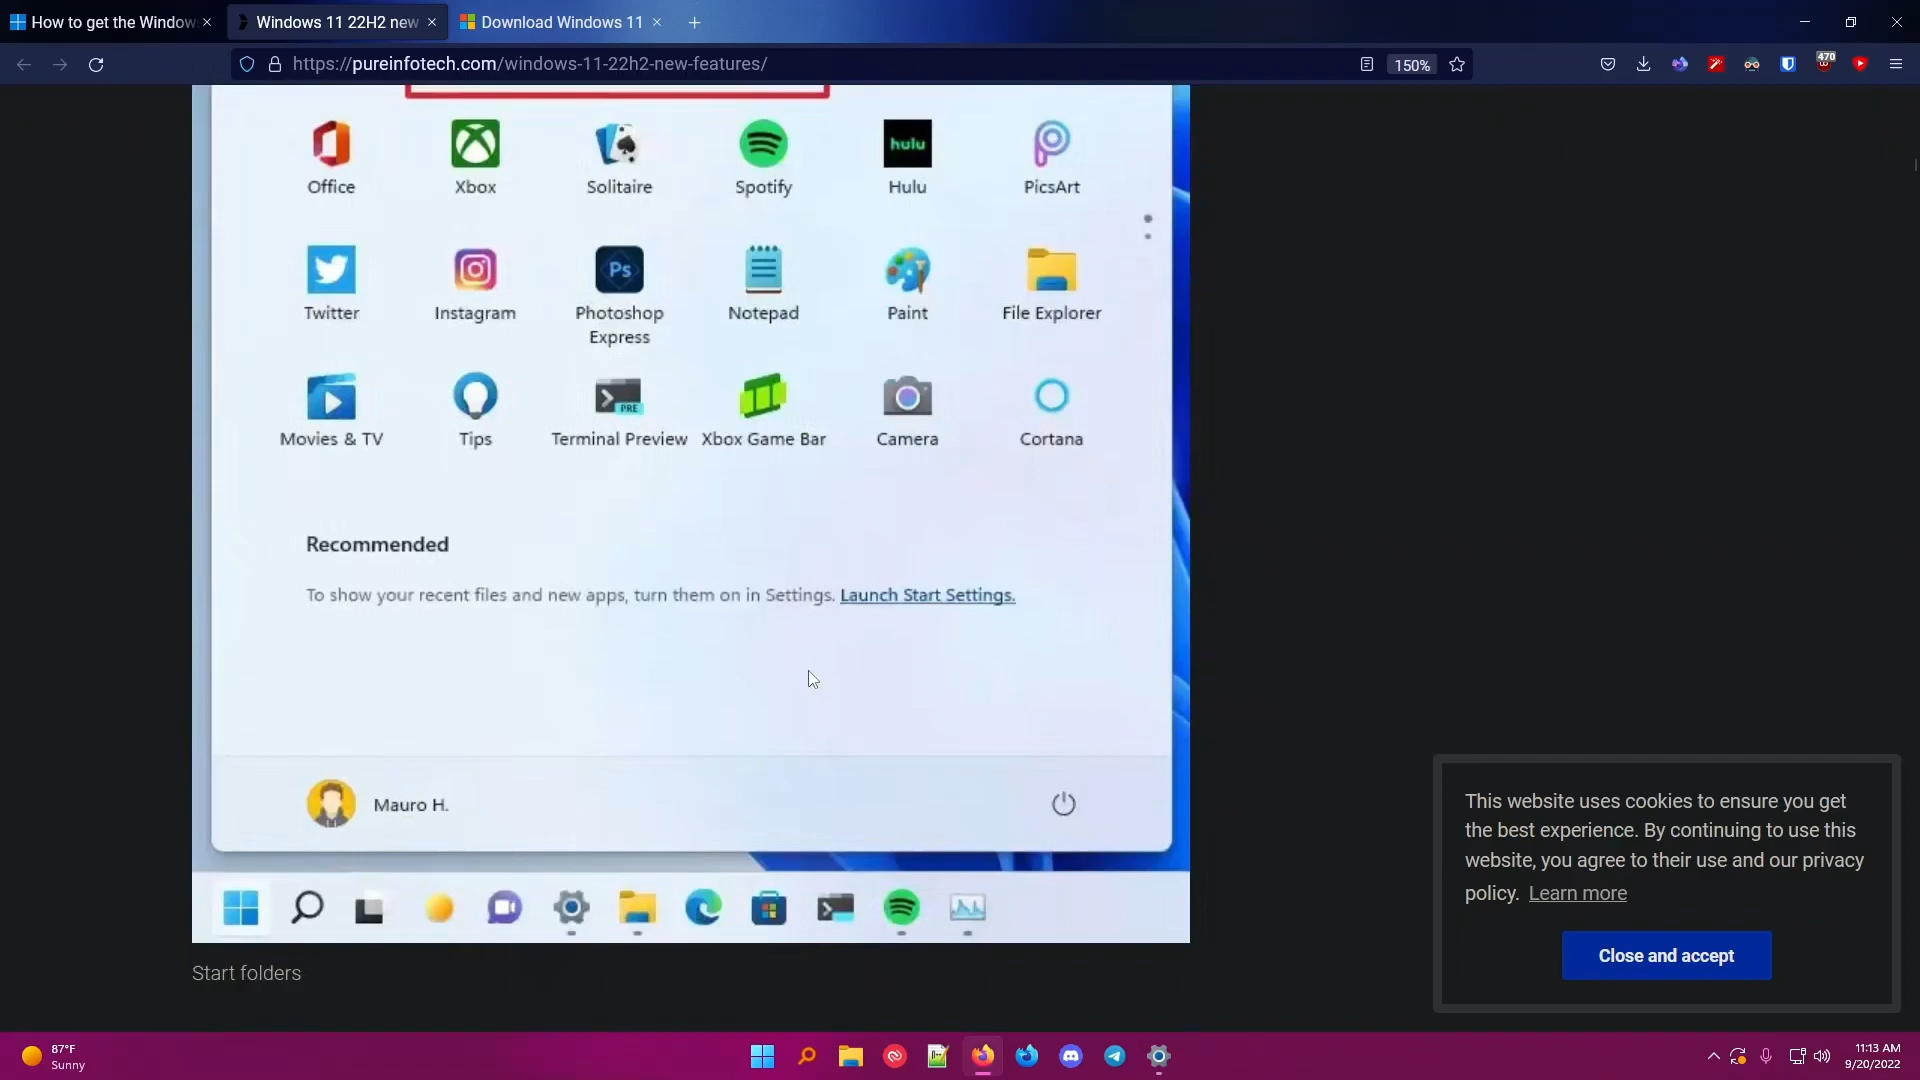 How to get the Window
Windows 11 22H2 new
Download Windows 11
https://pureinfotech.com/windows-11-22h2-new-features/
150%
470
Office
Xbox
Solitaire
Spotify
hulu
Hulu
PicsArt
Twitter
Instagram
Ps
Photoshop
Express
Notepad
Paint
File Explorer
Movies & TV
Tips
PRE
Terminal Preview
Xbox Game Bar
Camera
Cortana
Recommended
To show your recent files and new apps, turn them on in Settings. Launch Start Settings.
Mauro H.
Start folders
This website uses cookies to ensure you get
the best experience. By continuing to use this
website, you agree to their use and our privacy
policy. Learn more
Close and accept
87°F
Sunny
11:13 AM
9/20/2022